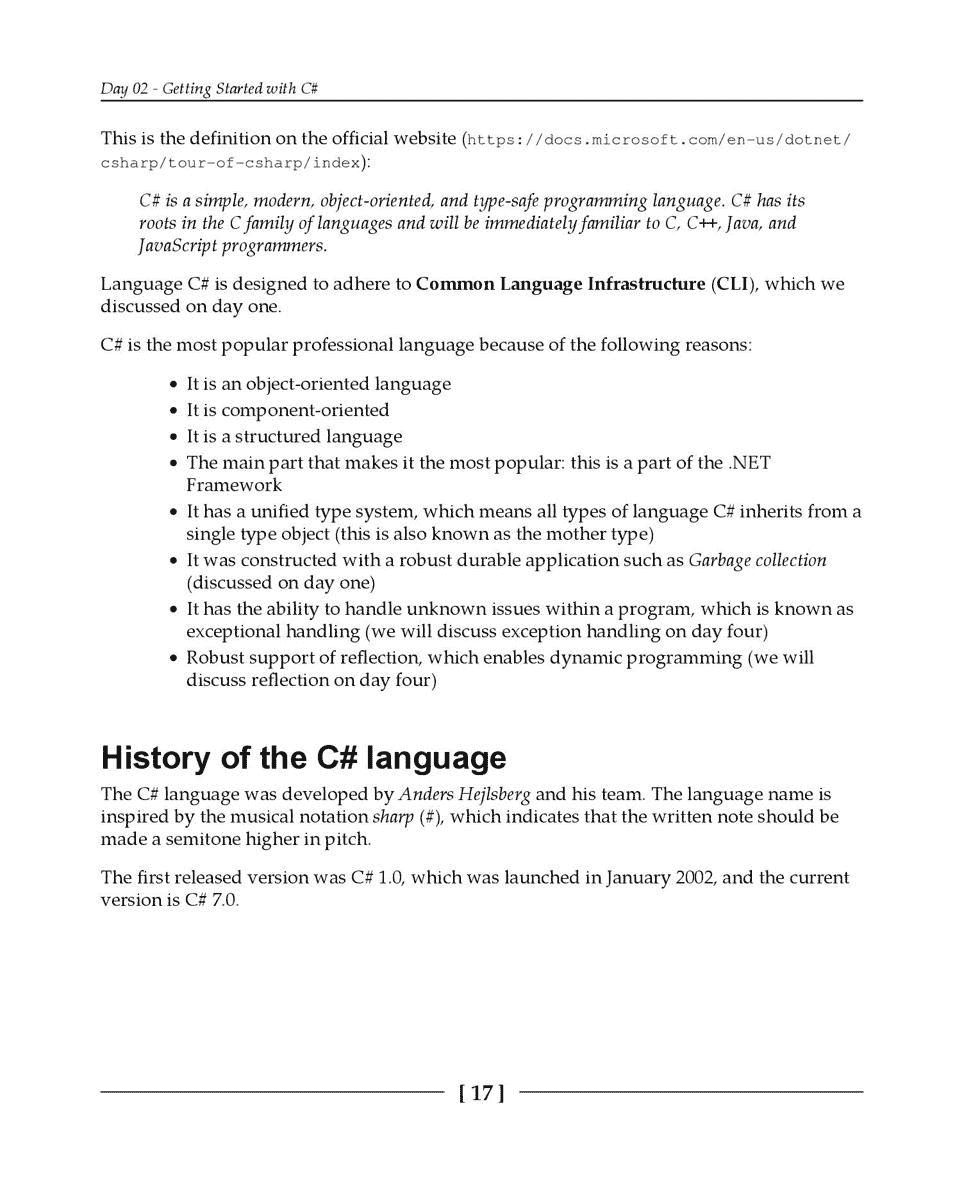 Day 02 - Getting Started with C#
This is the definition on the official website (https://docs.microsoft.com/en-us/dotnet/
csharp/tour-of-csharp/index):
C# is a simple, modern, object-oriented, and type-safe programming language. C# has its
roots in the C family of languages and will be immediately familiar to C, C++, Java, and
JavaScript programmers.
Language C# is designed to adhere to Common Language Infrastructure (CLI), which we
discussed on day one.
C# is the most popular professional language because of the following reasons:
• It is an object-oriented language
• It is component-oriented
• It is a structured language
• The main part that makes it the most popular: this is a part of the .NET
Framework
• It has a unified type system, which means all types of language C# inherits from a
single type object (this is also known as the mother type)
• It was constructed with a robust durable application such as Garbage collection
(discussed on day one)
• It has the ability to handle unknown issues within a program, which is known as
exceptional handling (we will discuss exception handling on day four)
• Robust support of reflection, which enables dynamic programming (we will
discuss reflection on day four)
History of the C# language
The C# language was developed by Anders Hejlsberg and his team. The language name is
inspired by the musical notation sharp (#), which indicates that the written note should be
made a semitone higher in pitch.
The first released version was C# 1.0, which was launched in January 2002, and the current
version is C# 7.0.
[ 17 ]